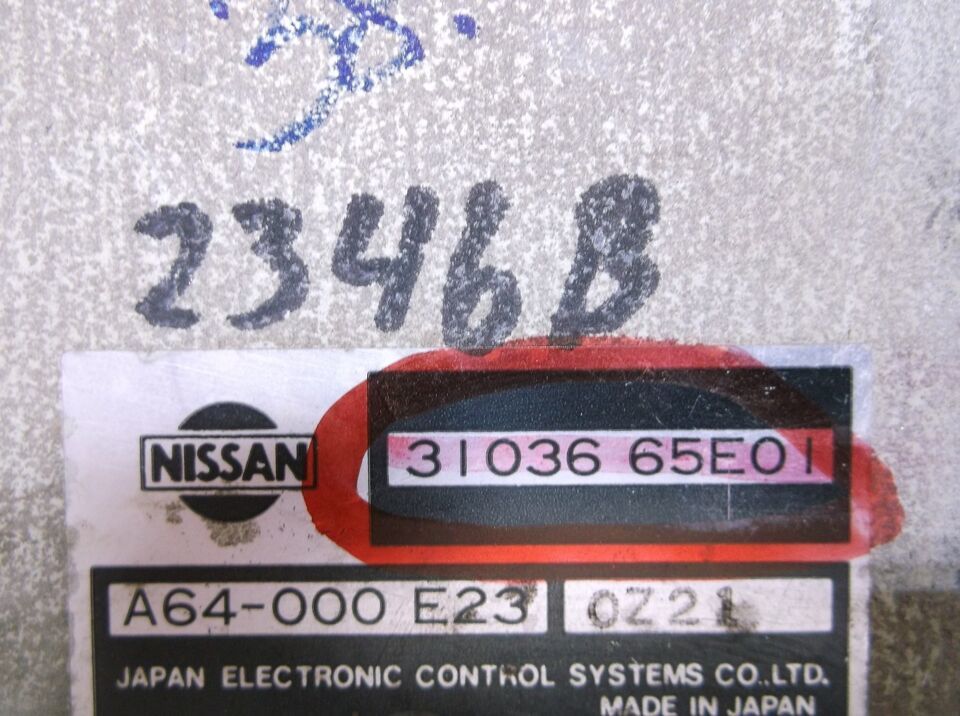 2346B
NISSAN
31036 65E01
A64-000 E23
0Z21
JAPAN ELECTRONIC CONTROL SYSTEMS CO.,LTD.
MADE IN JAPAN